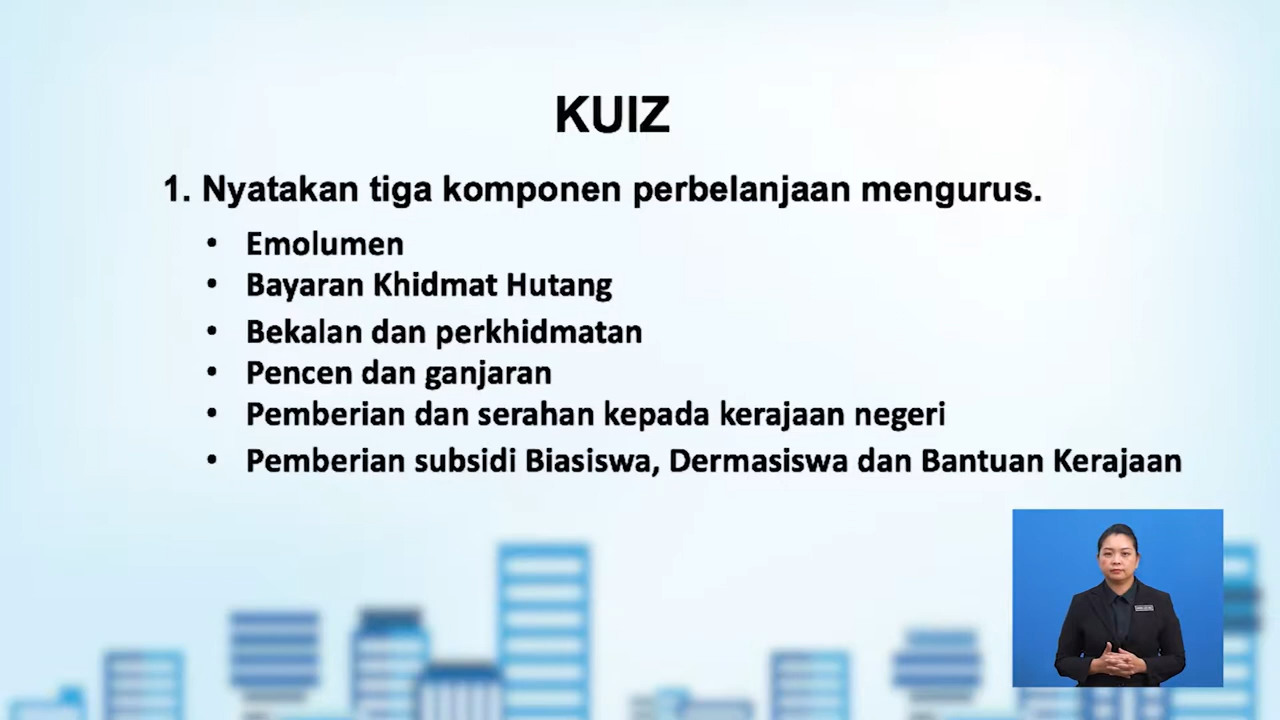 KUIZ
1. Nyatakan tiga komponen perbelanjaan mengurus.
• Emolumen
• Bayaran Khidmat Hutang
• Bekalan dan perkhidmatan
• Pencen dan ganjaran
• Pemberian dan serahan kepada kerajaan negeri
• Pemberian subsidi Biasiswa, Dermasiswa dan Bantuan Kerajaan